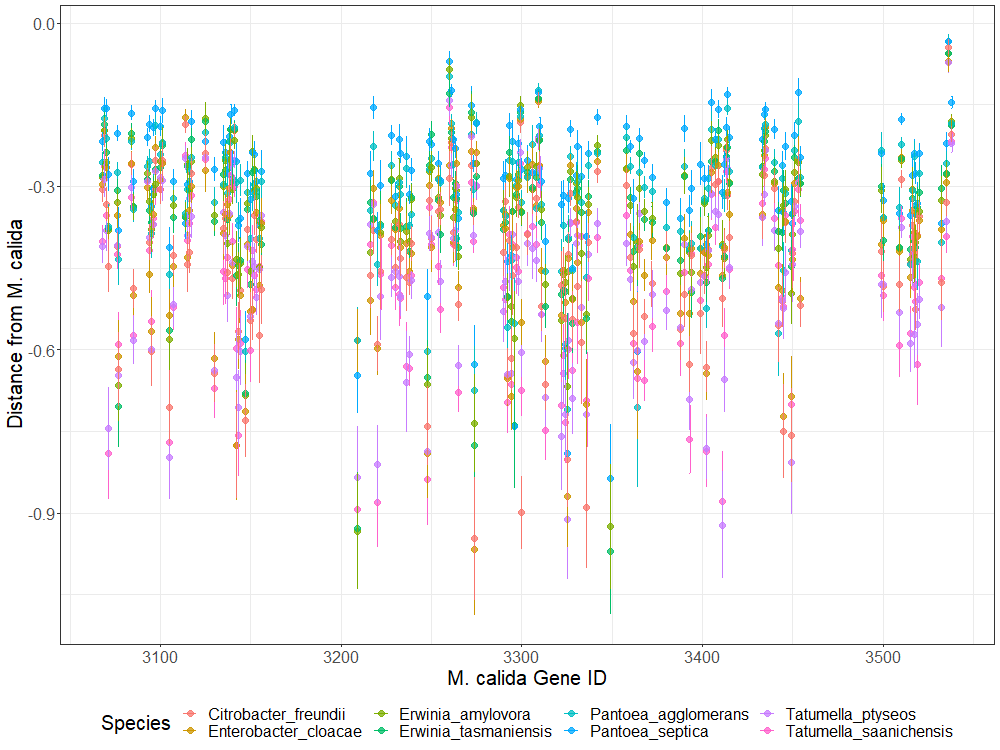 0.0
-0.3
-0.6
-0.9
Distance from M. calida
3100 3200 3300 3400 3500
M. calida Gene ID
Species
Citrobacter_freundii Erwinia_amylovora Pantoea_agglomerans Tatumella_ptyseos
Enterobacter_cloacae Erwinia_tasmaniensis Pantoea_septica Tatumella_saanichensis